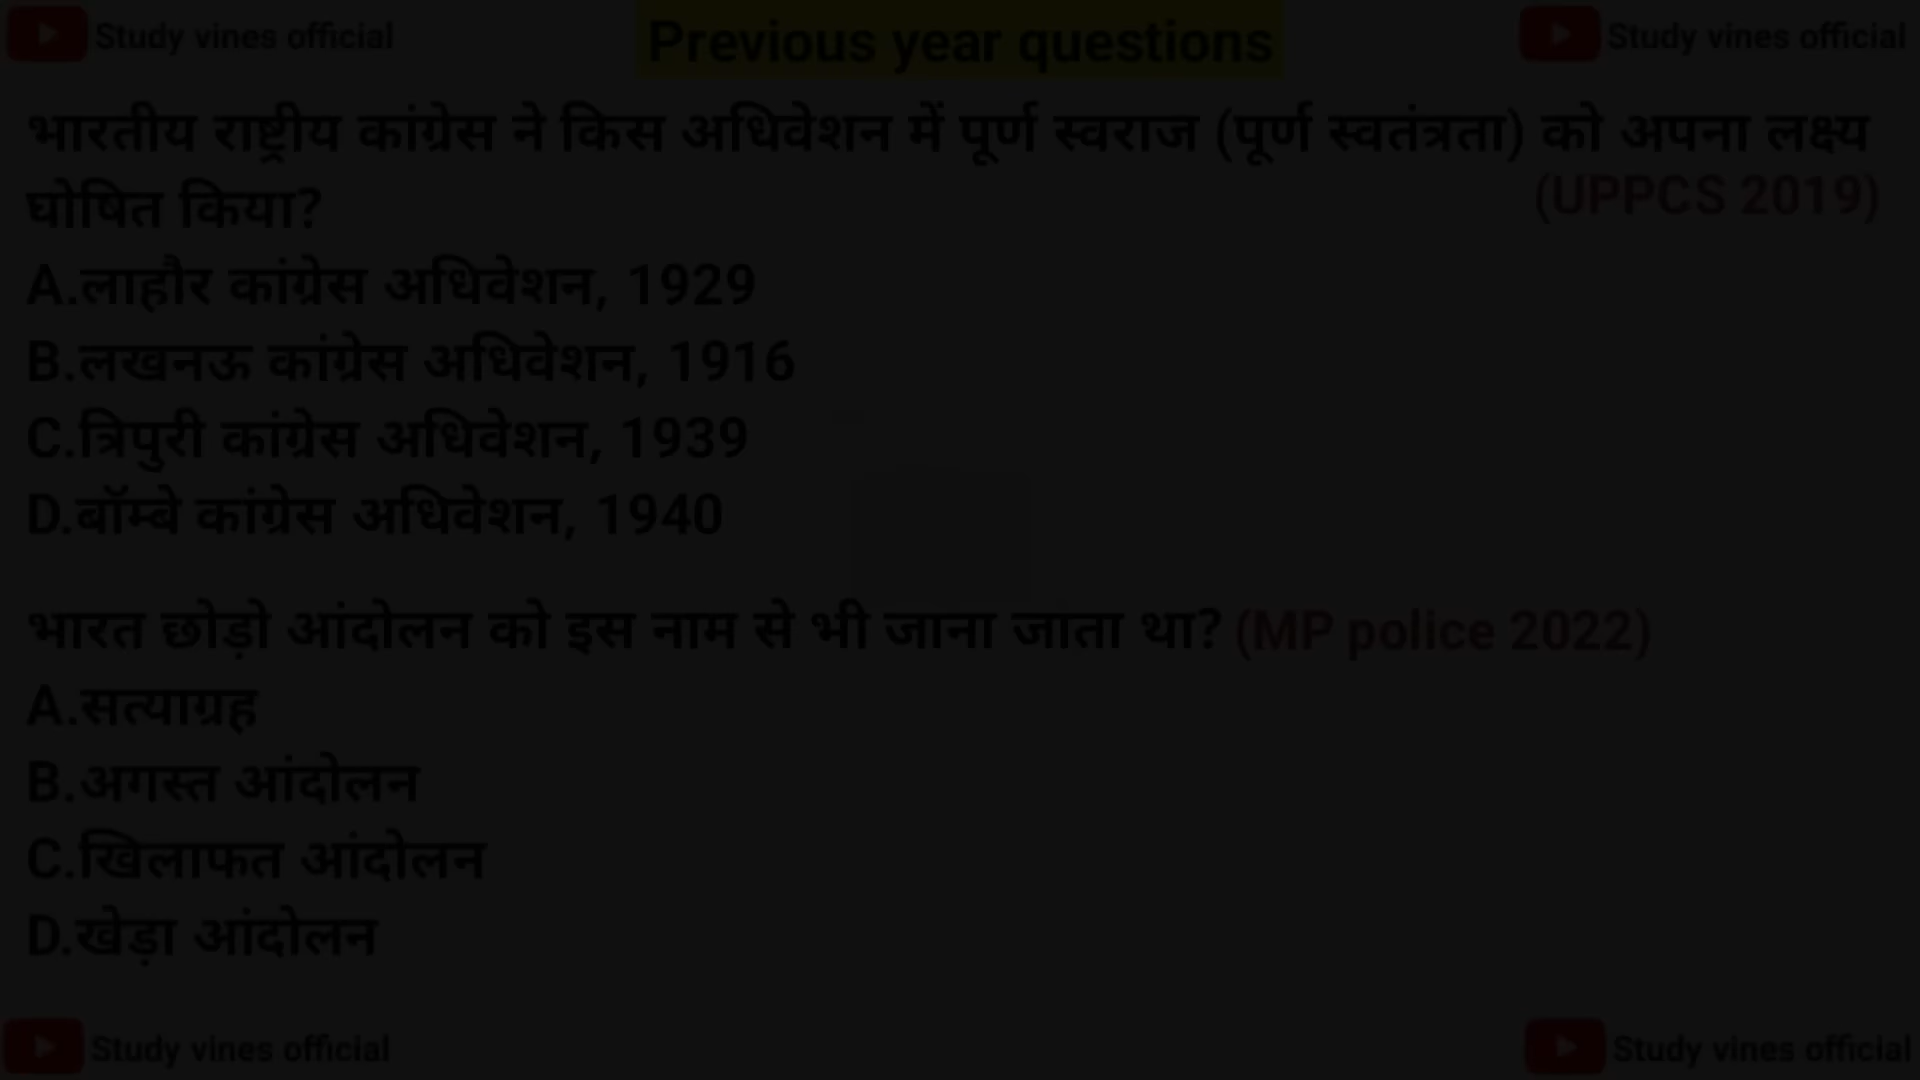 Study vines official
Previous year questions
Study vines official
भारतीय राष्ट्रीय कांग्रेस ने किस अधिवेशन में पूर्ण स्वराज (पूर्ण स्वतंत्रता) को अपना लक्ष्य
घोषित किया?
(UPPCS 2019)
A.लाहौर कांग्रेस अधिवेशन, 1929
B.लखनऊ कांग्रेस अधिवेशन, 1916
C.त्रिपुरी कांग्रेस अधिवेशन, 1939
D.बॉम्बे कांग्रेस अधिवेशन, 1940
भारत छोड़ो आंदोलन को इस नाम से भी जाना जाता था? (MP police 2022)
A.सत्याग्रह
B.अगस्त आंदोलन
C.खिलाफत आंदोलन
D.खेड़ा आंदोलन
Study vines official
Study vines official